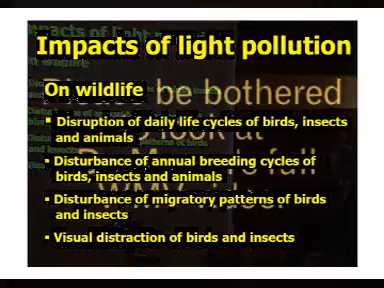 Impacts of light pollution
On wildlife
be bothered
▪ Disruption of daily life cycles of birds, insects
and animals
look at
▪ Disturbance of annual breeding cycles of
birds, insects and animals
full
▪ Disturbance of migratory patterns of birds
and insects
▪ Visual distraction of birds and insects